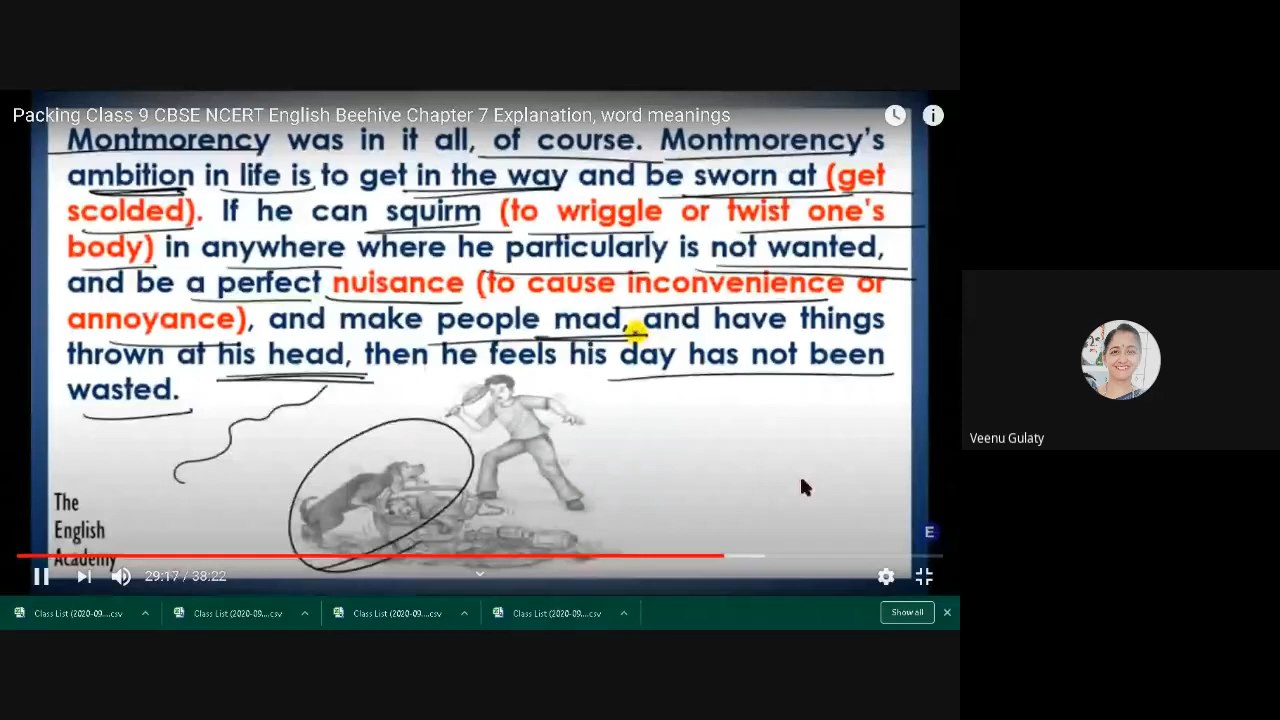 Packing Class 9 CBSE NCERT English Beehive Chapter 7 Explanation, word meanings
Montmorency was in it all, of course. Montmorency's
ambition in life is to get in the way and be sworn at (get
scolded). If he can squirm (to wriggle or twist one's
body) in anywhere where he particularly is not wanted,
and be a perfect nuisance (to cause inconvenience or
annoyance), and make people mad, and have things
thrown at his head, then he feels his day has not been
wasted.
The
English
Academy
E
29:17 / 38:22
Class List (2020-09....csv
Class List (2020-09....csv
Class List (2020-09....csv
Class List (2020-09....csv
Show all
Veenu Gulaty